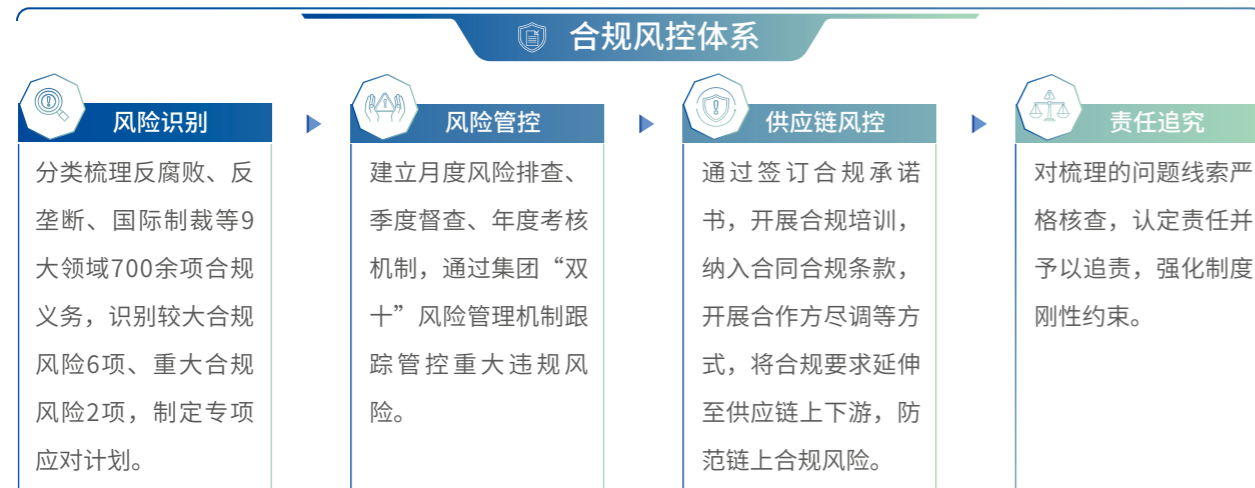 合规风控体系
风险识别
分类梳理反腐败、反
垄断、国际制裁等9
大领域700余项合规
义务，识别较大合规
风险6项、重大合规
风险2项，制定专项
应对计划。
风险管控
建立月度风险排查、
季度督查、年度考核
机制，通过集团“双
十”风险管理机制跟
踪管控重大违规风
险。
供应链风控
通过签订合规承诺
书，开展合规培训，
纳入合同合规条款，
开展合作方尽调等方
式，将合规要求延伸
至供应链上下游，防
范链上合规风险。
责任追究
对梳理的问题线索严
格核查，认定责任并
予以追责，强化制度
刚性约束。